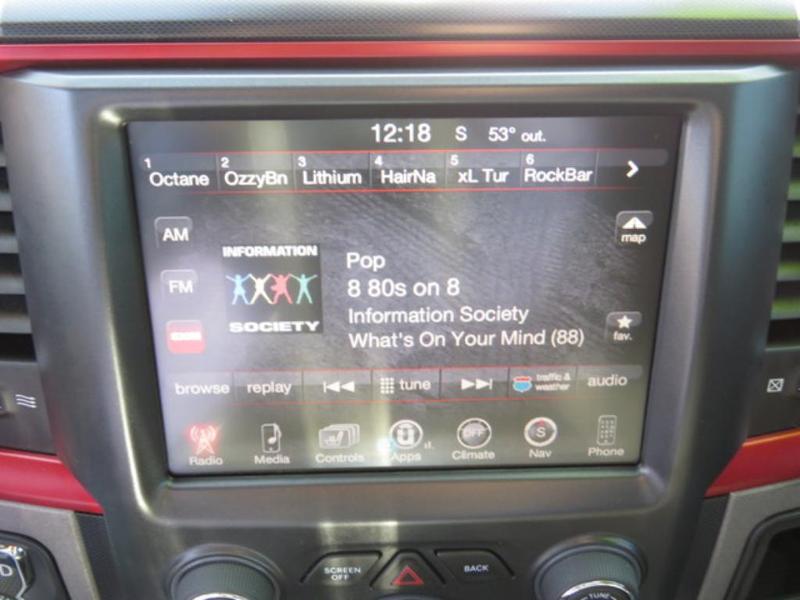 12:18 S 53° out.
1 2 3 4 5 6
Octane OzzyBn Lithium HairNa xL Tur RockBar
AM
map
INFORMATION
SOCIETY
Pop
8 80s on 8
Information Society
What's On Your Mind (88)
FM
fav.
browse replay tune traffic & weather audio
OFF S
Radio Media Controls Apps Climate Nav Phone
SCREEN OFF
BACK
TUNE
D